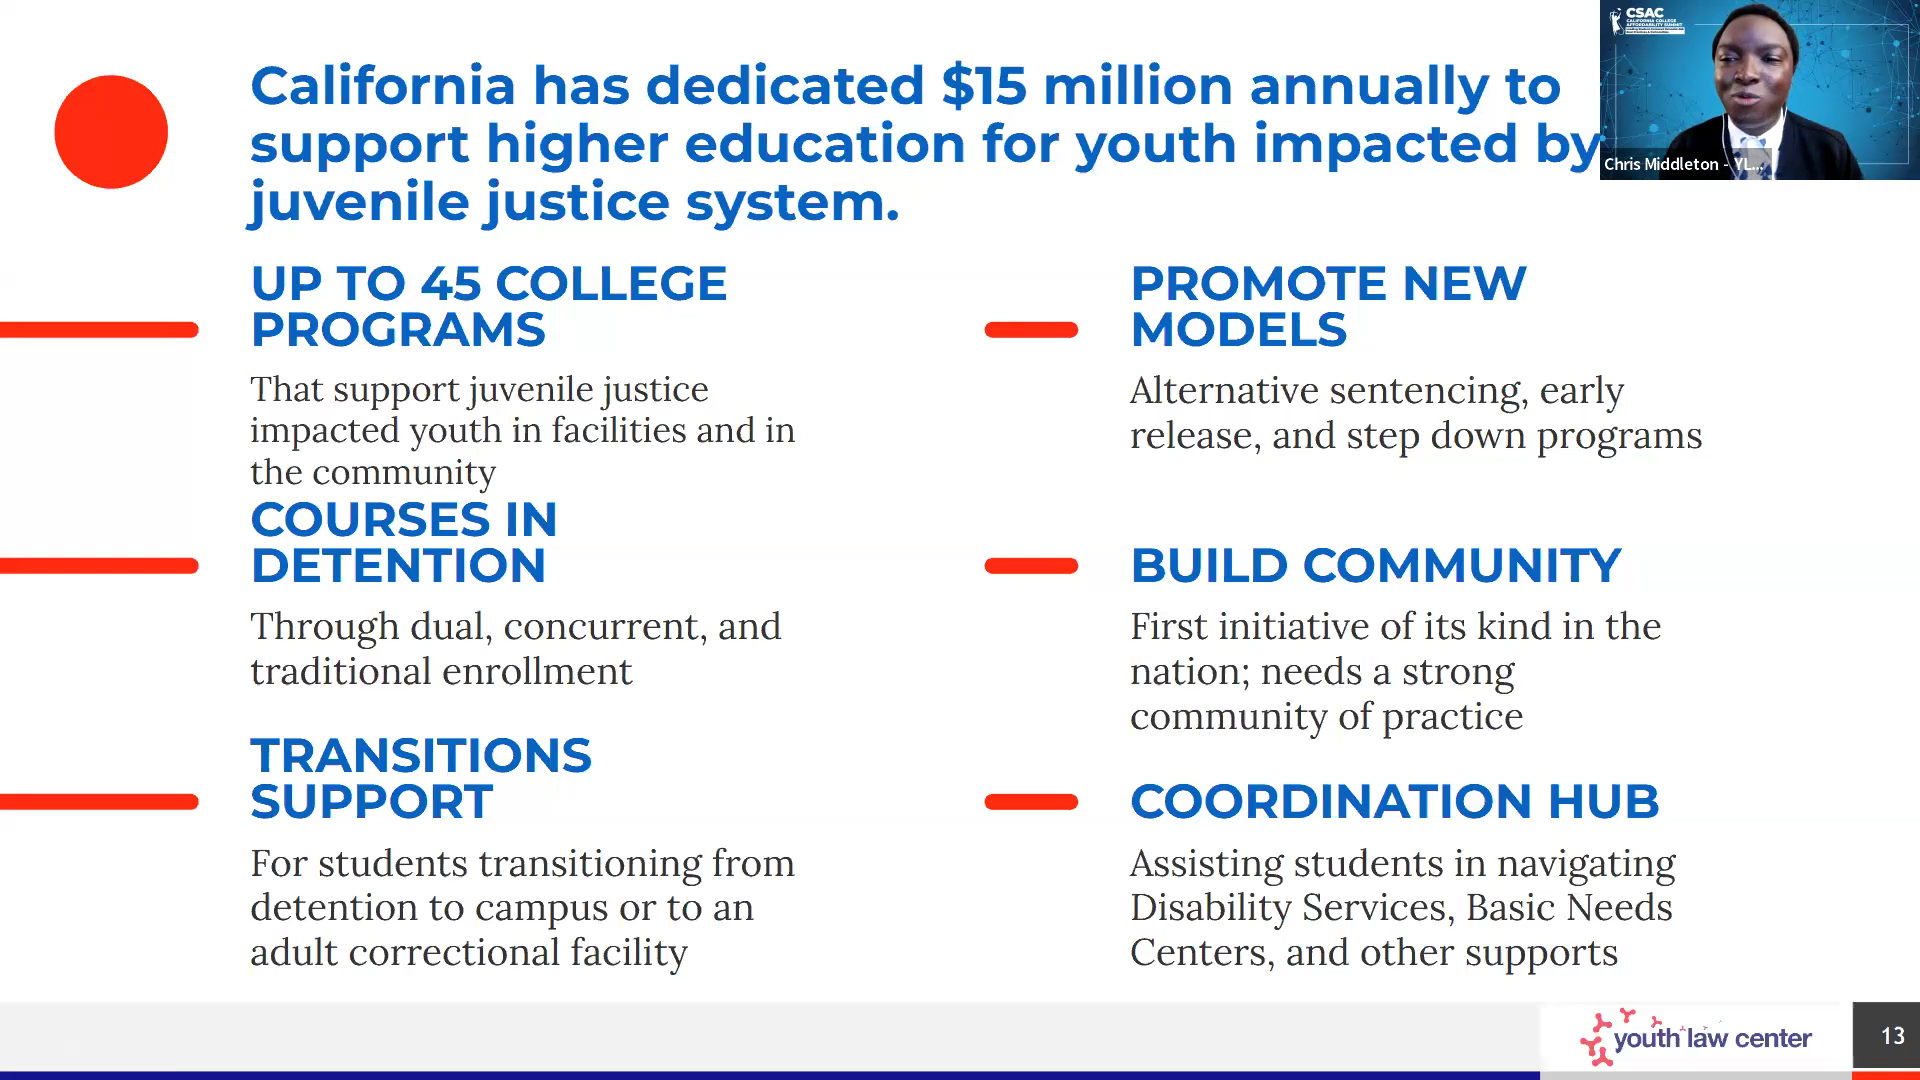 California has dedicated $15 million annually to
support higher education for youth impacted by
juvenile justice system.
UP TO 45 COLLEGE
PROGRAMS
That support juvenile justice
impacted youth in facilities and in
the community
COURSES IN
DETENTION
Through dual, concurrent, and
traditional enrollment
TRANSITIONS
SUPPORT
For students transitioning from
detention to campus or to an
adult correctional facility
PROMOTE NEW
MODELS
Alternative sentencing, early
release, and step down programs
BUILD COMMUNITY
First initiative of its kind in the
nation; needs a strong
community of practice
COORDINATION HUB
Assisting students in navigating
Disability Services, Basic Needs
Centers, and other supports
CSAC
CALIFORNIA COLLEGE
AFFORDABILITY SUMMIT
Chris Middleton - YL...
youth law center
13